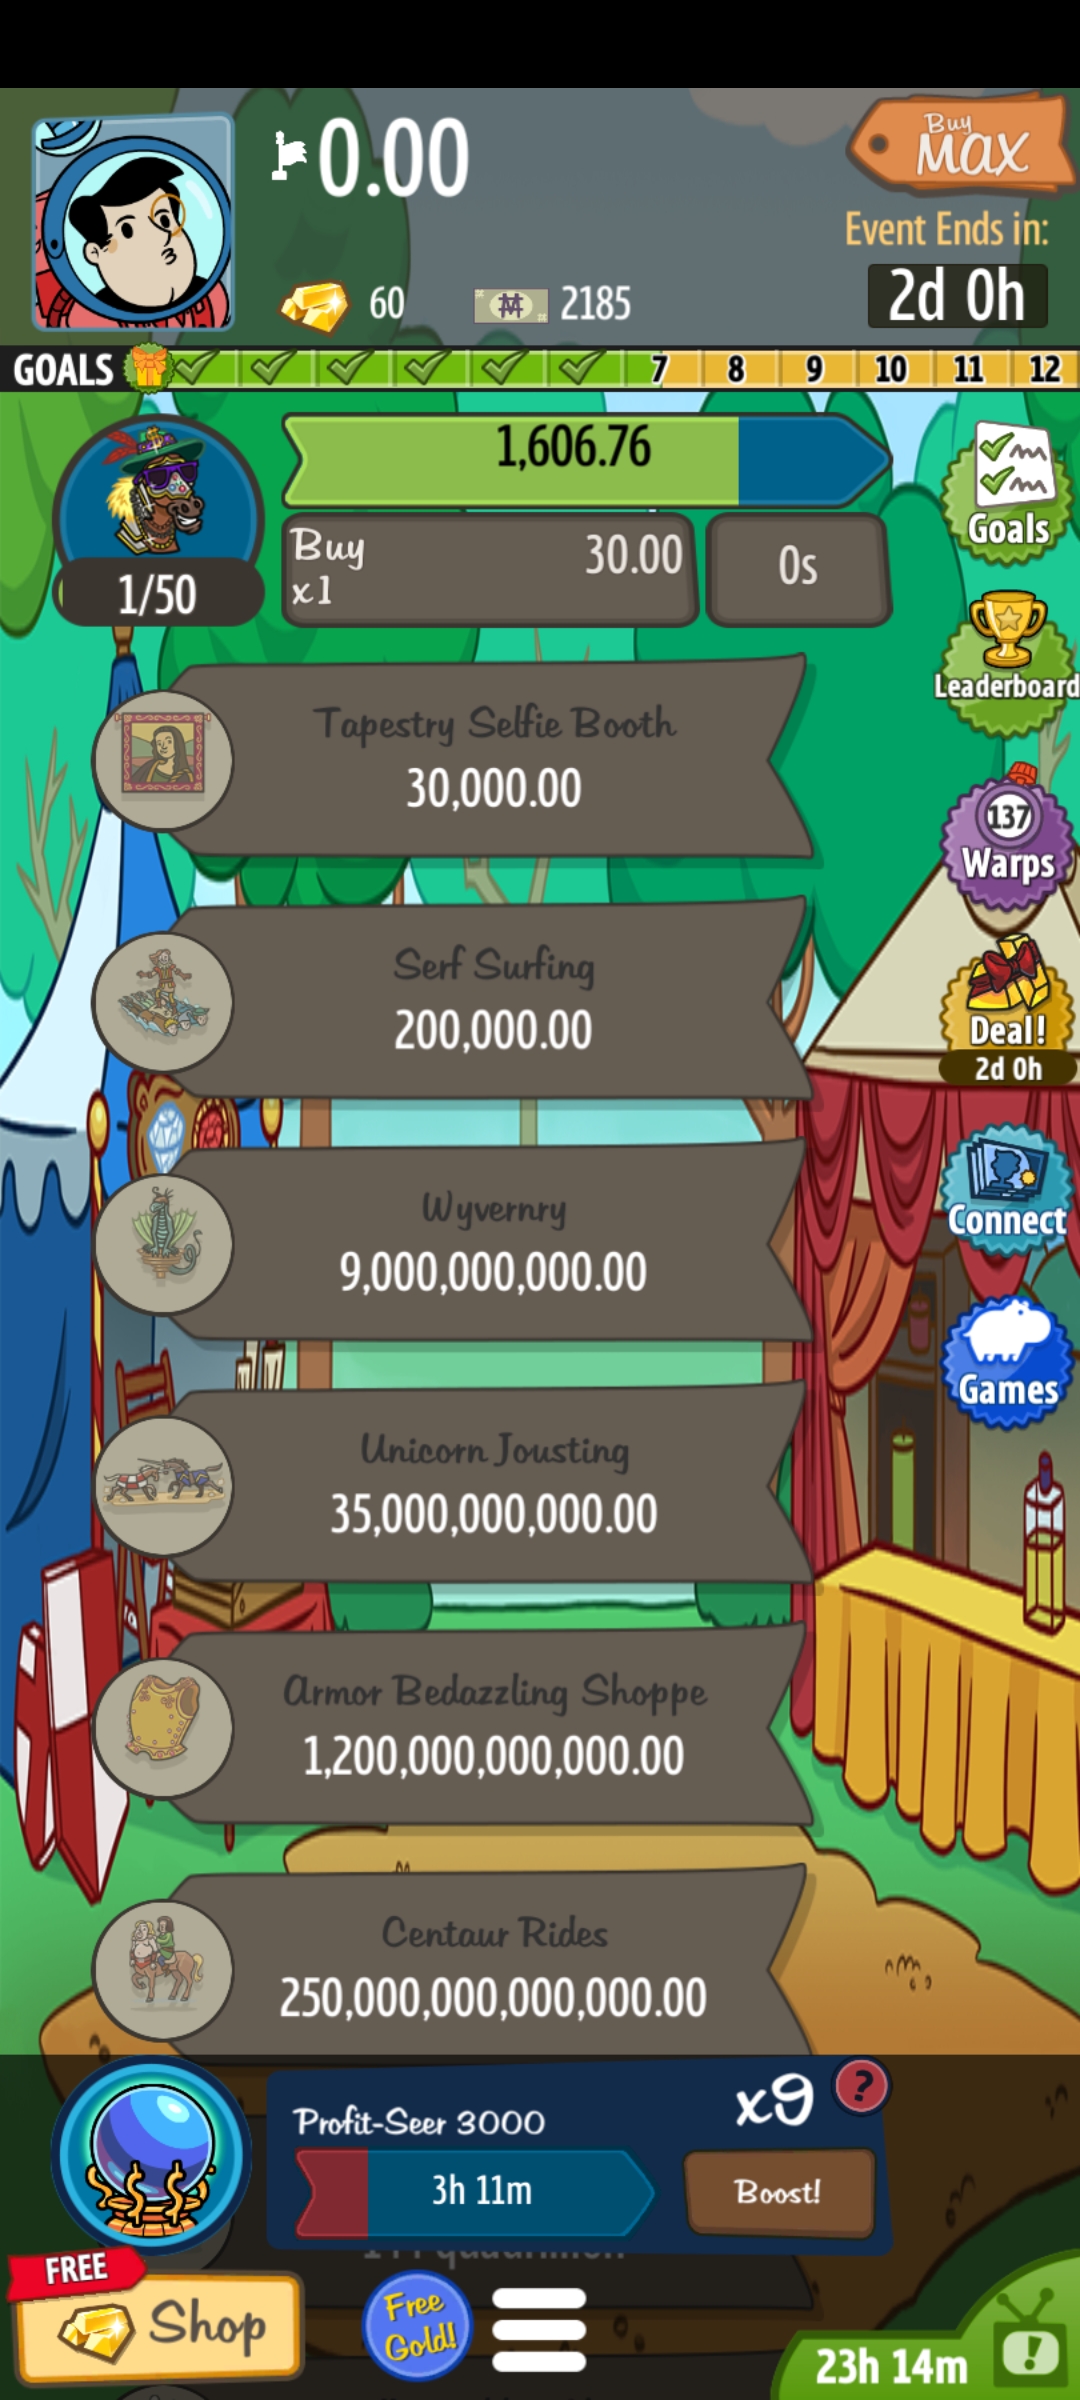 0.00
Buy
MAX
Event Ends in:
2d 0h
60
2185
GOALS 7 8 9 10 11 12
1,606.76
Buy
x1
30.00
0s
1/50
Goals
Leaderboard
Tapestry Selfie Booth
30,000.00
137
Warps
Serf Surfing
200,000.00
Deal!
2d 0h
Wyvernry
9,000,000,000.00
Connect
Games
Unicorn Jousting
35,000,000,000.00
Armor Bedazzling Shoppe
1,200,000,000,000.00
Centaur Rides
250,000,000,000,000.00
Profit-Seer 3000
x9
?
3h 11m
Boost!
FREE
Shop
Free
Gold!
23h 14m
!